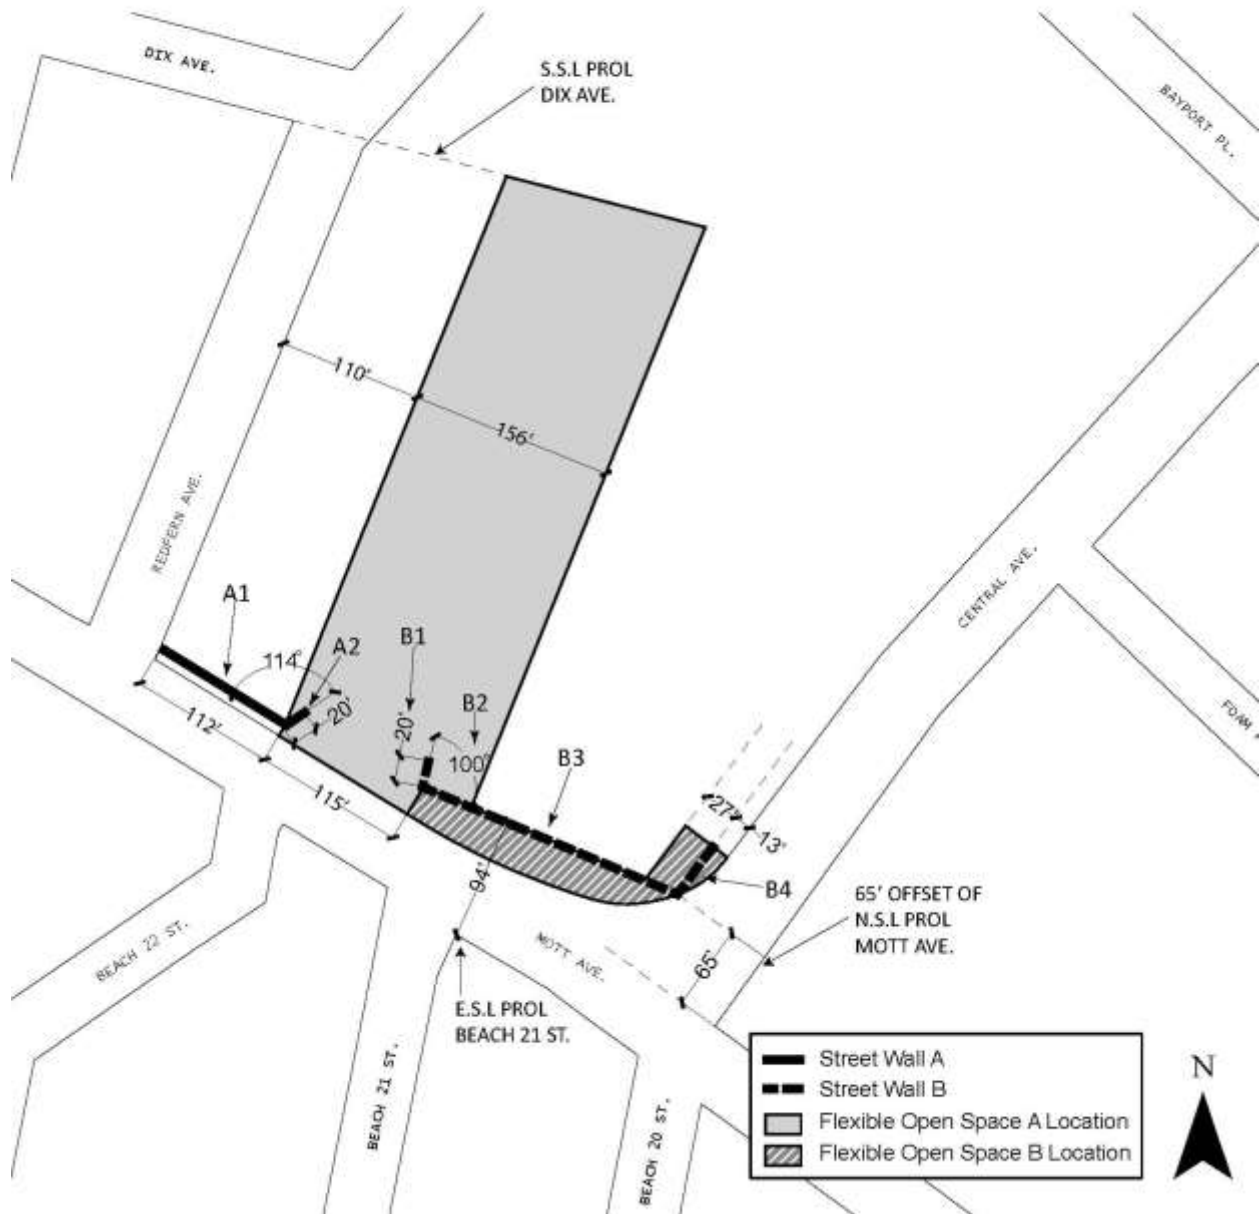 DIX AVE.
S.S.L PROL
DIX AVE.
BAYPORT PL.
110'
156'
REDFERN AVE.
CENTRAL AVE.
A1
114°
A2
B1
20'
B2
20'
100°
B3
112'
115'
27'
13'
B4
FOAM
94'
65' OFFSET OF
N.S.L PROL
MOTT AVE.
MOTT AVE.
65'
BEACH 22 ST.
E.S.L PROL
BEACH 21 ST.
BEACH 21 ST.
BEACH 20 ST.
Street Wall A
Street Wall B
Flexible Open Space A Location
Flexible Open Space B Location
N